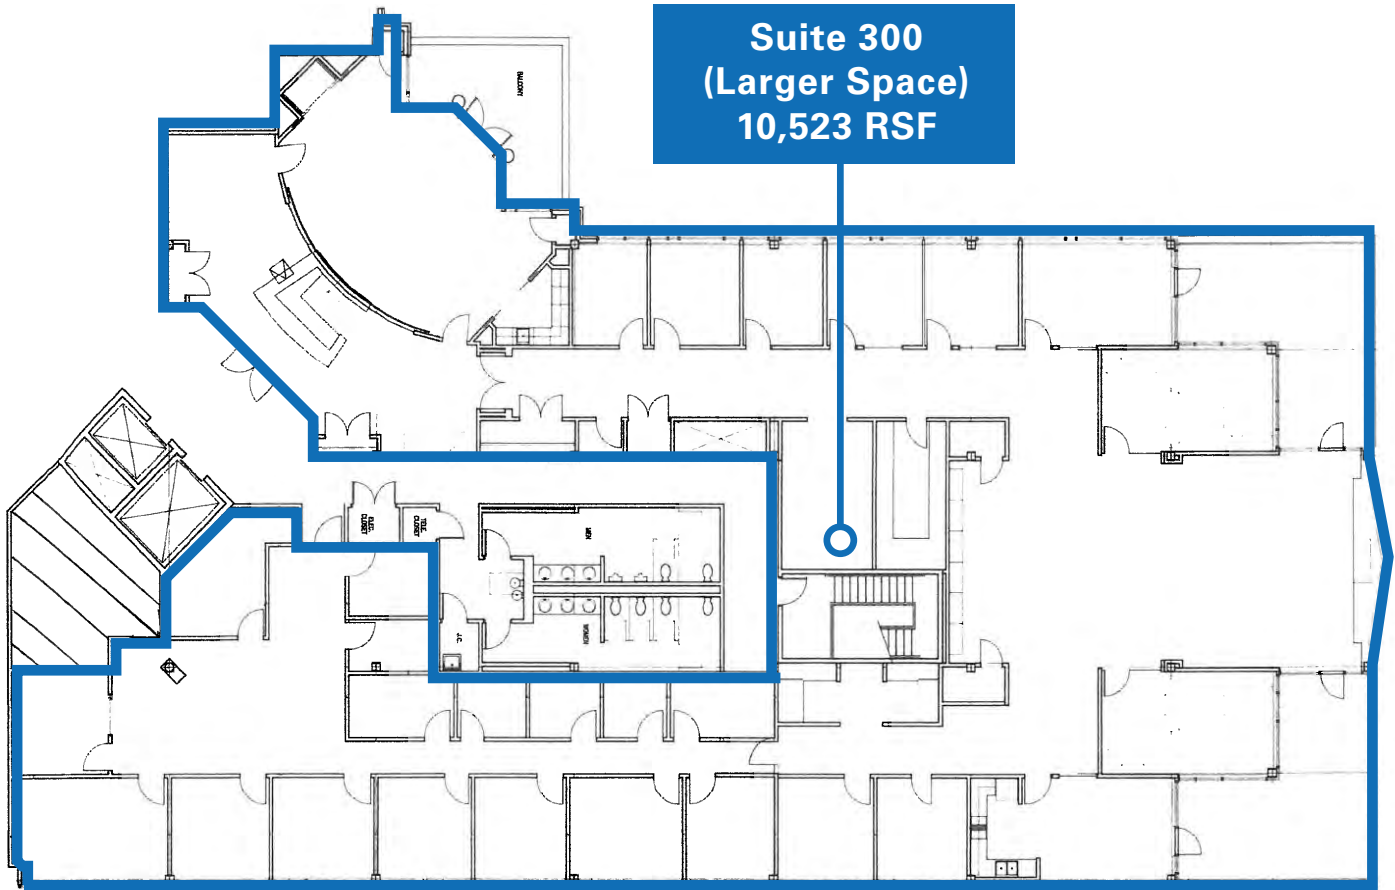 Suite 300
(Larger Space)
10,523 RSF
BALCONY
ELEC.
CLOSET
TELE.
CLOSET
MEN
WOMEN
J.C.